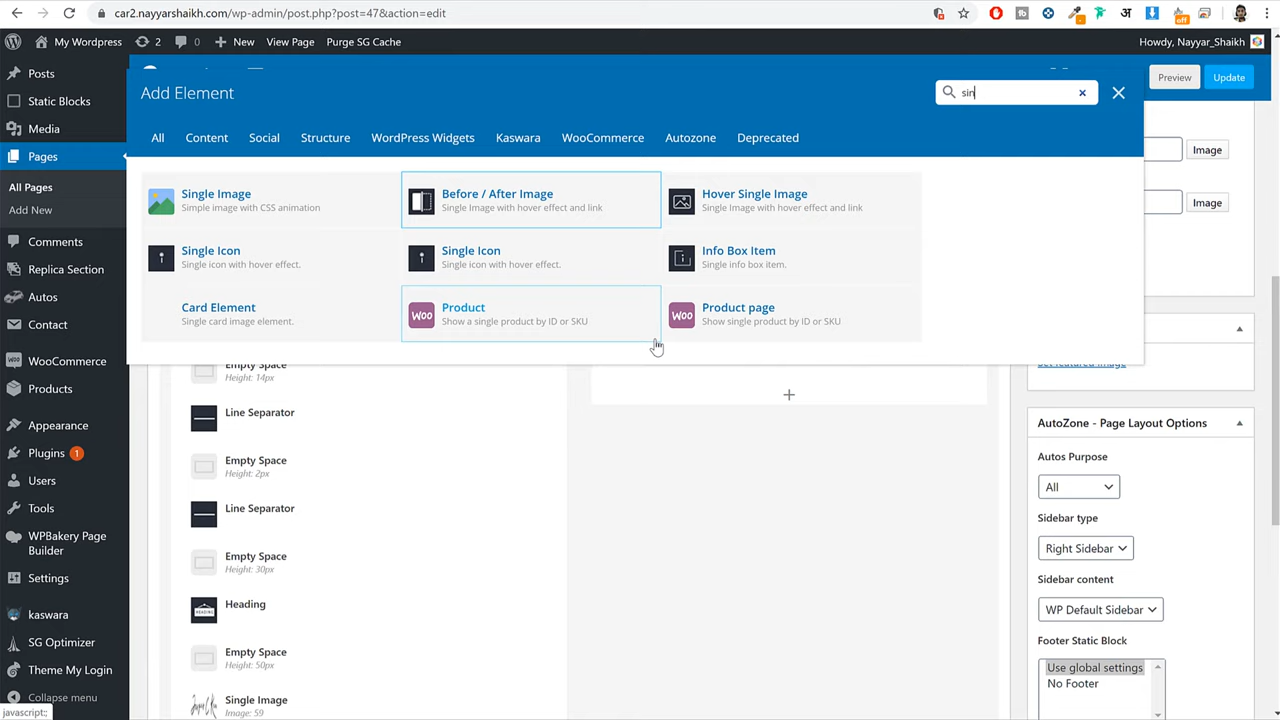 car2.nayyarshaikh.com/wp-admin/post.php?post=47&action=edit
My Wordpress
2
1
New
View Page
Purge SG Cache
Howdy, Nayyar_Shaikh
Posts
Static Blocks
Media
Pages
All Pages
Add New
Comments
Replica Section
Autos
Contact
WooCommerce
Products
Appearance
Plugins 1
Users
Tools
WPBakery Page
Builder
Settings
kaswara
SG Optimizer
Theme My Login
Collapse menu
javascript:;
Preview
Update
Add Element
sin
All
Content
Social
Structure
WordPress Widgets
Kaswara
WooCommerce
Autozone
Deprecated
Single Image
Simple image with CSS animation
Before / After Image
Single Image with hover effect and link
Hover Single Image
Single Image with hover effect and link
Single Icon
Single icon with hover effect.
Single Icon
Single icon with hover effect.
Info Box Item
Single info box item.
Card Element
Single card image element.
Woo
Product
Show a single product by ID or SKU
Woo
Product page
Show single product by ID or SKU
Empty Space
Height: 14px
Line Separator
Empty Space
Height: 2px
Line Separator
Empty Space
Height: 30px
HEADING
Heading
Empty Space
Height: 50px
Single Image
Image: 59
Image
Image
Set featured image
AutoZone - Page Layout Options
Autos Purpose
All
Sidebar type
Right Sidebar
Sidebar content
WP Default Sidebar
Footer Static Block
Use global settings
No Footer